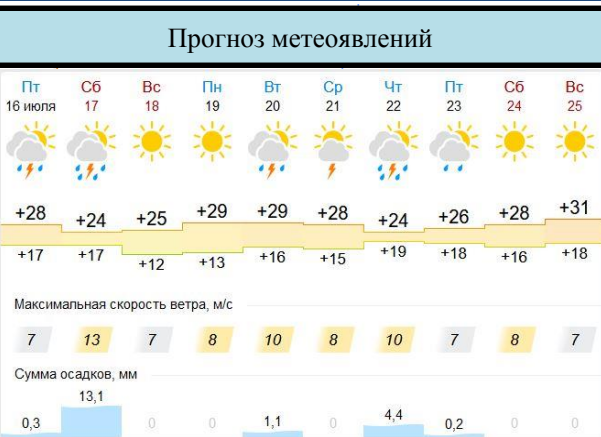 Прогноз метеоявлений
Пт Сб Вс Пн Вт Ср Чт Пт Сб Вс
16 июля 17 18 19 20 21 22 23 24 25
+28 +24 +25 +29 +29 +28 +24 +26 +28 +31
+17 +17 +12 +13 +16 +15 +19 +18 +16 +18
Максимальная скорость ветра, м/с
7 13 7 8 10 8 10 7 8 7
Сумма осадков, мм
0,3 13,1 0 0 1,1 0 4,4 0,2 0 0